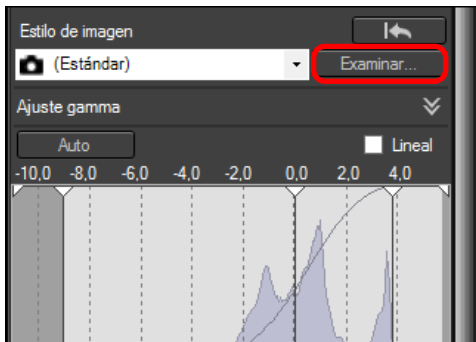 Estilo de imagen
(Estándar) Examinar...
Ajuste gamma
Auto Lineal
-10,0 -8,0 -6,0 -4,0 -2,0 0,0 2,0 4,0